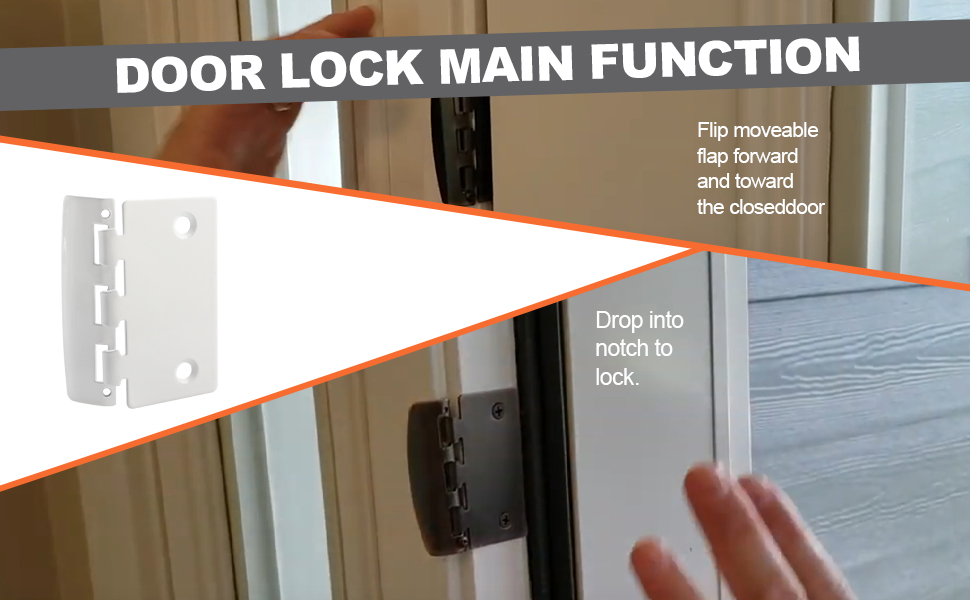 DOOR LOCK MAIN FUNCTION
Flip moveable
flap forward
and toward
the closeddoor
Drop into
notch to
lock.